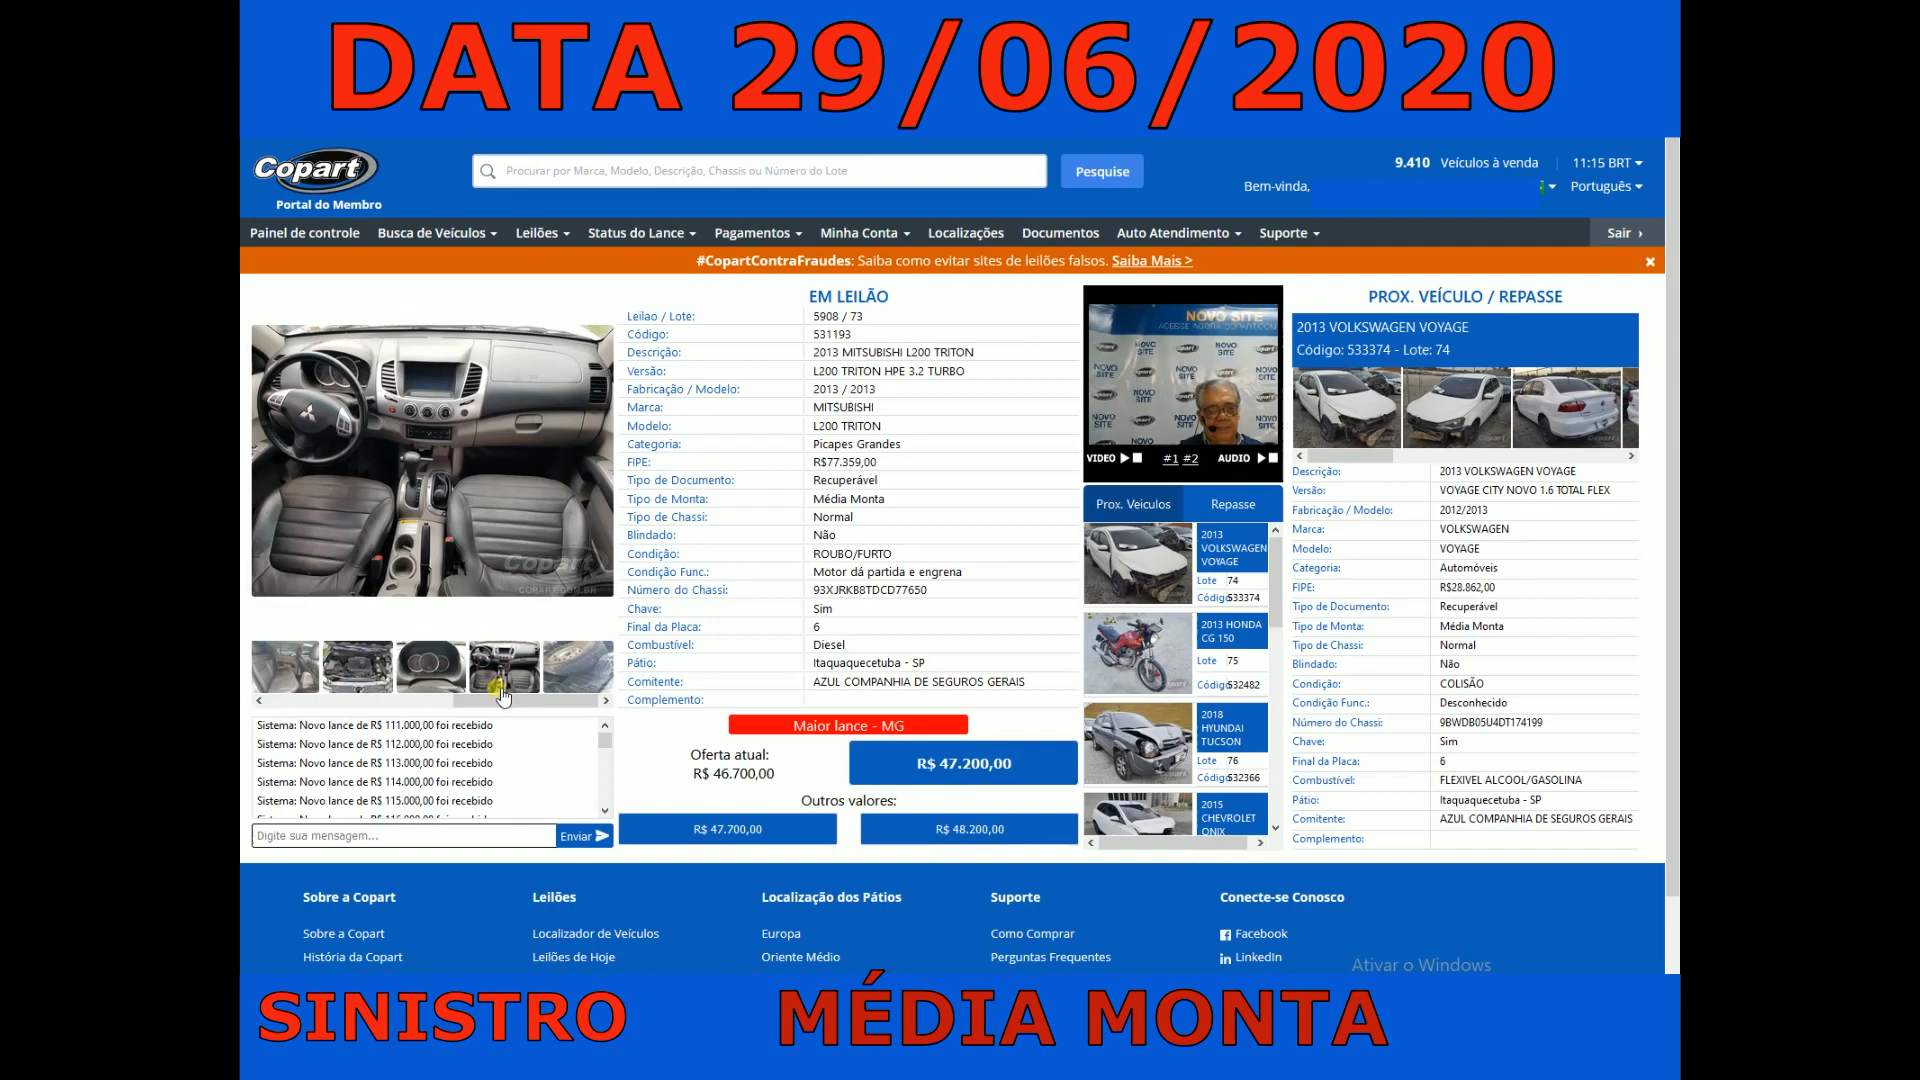 DATA 29/06/2020
Copart
Portal do Membro
Procurar por Marca, Modelo, Descrição, Chassis ou Número do Lote
Pesquise
9.410 Veículos à venda
11:15 BRT
Bem-vinda,
Português
Painel de controle
Busca de Veículos
Leilões
Status do Lance
Pagamentos
Minha Conta
Localizações
Documentos
Auto Atendimento
Suporte
Sair
#CopartContraFraudes: Saiba como evitar sites de leilões falsos. Saiba Mais >
EM LEILÃO
Leilao / Lote: 5908 / 73
Código: 531193
Descrição: 2013 MITSUBISHI L200 TRITON
Versão: L200 TRITON HPE 3.2 TURBO
Fabricação / Modelo: 2013 / 2013
Marca: MITSUBISHI
Modelo: L200 TRITON
Categoria: Picapes Grandes
FIPE: R$77.359,00
Tipo de Documento: Recuperável
Tipo de Monta: Média Monta
Tipo de Chassi: Normal
Blindado: Não
Condição: ROUBO/FURTO
Condição Func.: Motor dá partida e engrena
Número do Chassi: 93XJRKB8TDCD77650
Chave: Sim
Final da Placa: 6
Combustível: Diesel
Pátio: Itaquaquecetuba - SP
Comitente: AZUL COMPANHIA DE SEGUROS GERAIS
Complemento:
Maior lance - MG
Oferta atual:
R$ 46.700,00
R$ 47.200,00
Outros valores:
R$ 47.700,00
R$ 48.200,00
Copart
COPART.COM.BR
Sistema: Novo lance de R$ 111.000,00 foi recebido
Sistema: Novo lance de R$ 112.000,00 foi recebido
Sistema: Novo lance de R$ 113.000,00 foi recebido
Sistema: Novo lance de R$ 114.000,00 foi recebido
Sistema: Novo lance de R$ 115.000,00 foi recebido
Digite sua mensagem...
Enviar
NOVO SITE
ACESSE AGORA COPART.COM
NOVO SITE
VIDEO
#1 #2
AUDIO
Prox. Veiculos
Repasse
2013
VOLKSWAGEN
VOYAGE
Lote 74
Código 533374
2013 HONDA
CG 150
Lote 75
Código 532482
2018
HYUNDAI
TUCSON
Lote 76
Código 532366
2015
CHEVROLET
ONIX
PROX. VEÍCULO / REPASSE
2013 VOLKSWAGEN VOYAGE
Código: 533374 - Lote: 74
Descrição: 2013 VOLKSWAGEN VOYAGE
Versão: VOYAGE CITY NOVO 1.6 TOTAL FLEX
Fabricação / Modelo: 2012/2013
Marca: VOLKSWAGEN
Modelo: VOYAGE
Categoria: Automóveis
FIPE: R$28.862,00
Tipo de Documento: Recuperável
Tipo de Monta: Média Monta
Tipo de Chassi: Normal
Blindado: Não
Condição: COLISÃO
Condição Func.: Desconhecido
Número do Chassi: 9BWDB05U4DT174199
Chave: Sim
Final da Placa: 6
Combustível: FLEXIVEL ALCOOL/GASOLINA
Pátio: Itaquaquecetuba - SP
Comitente: AZUL COMPANHIA DE SEGUROS GERAIS
Complemento:
Sobre a Copart
Sobre a Copart
História da Copart
Leilões
Localizador de Veículos
Leilões de Hoje
Localização dos Pátios
Europa
Oriente Médio
Suporte
Como Comprar
Perguntas Frequentes
Conecte-se Conosco
Facebook
LinkedIn
Ativar o Windows
SINISTRO
MÉDIA MONTA